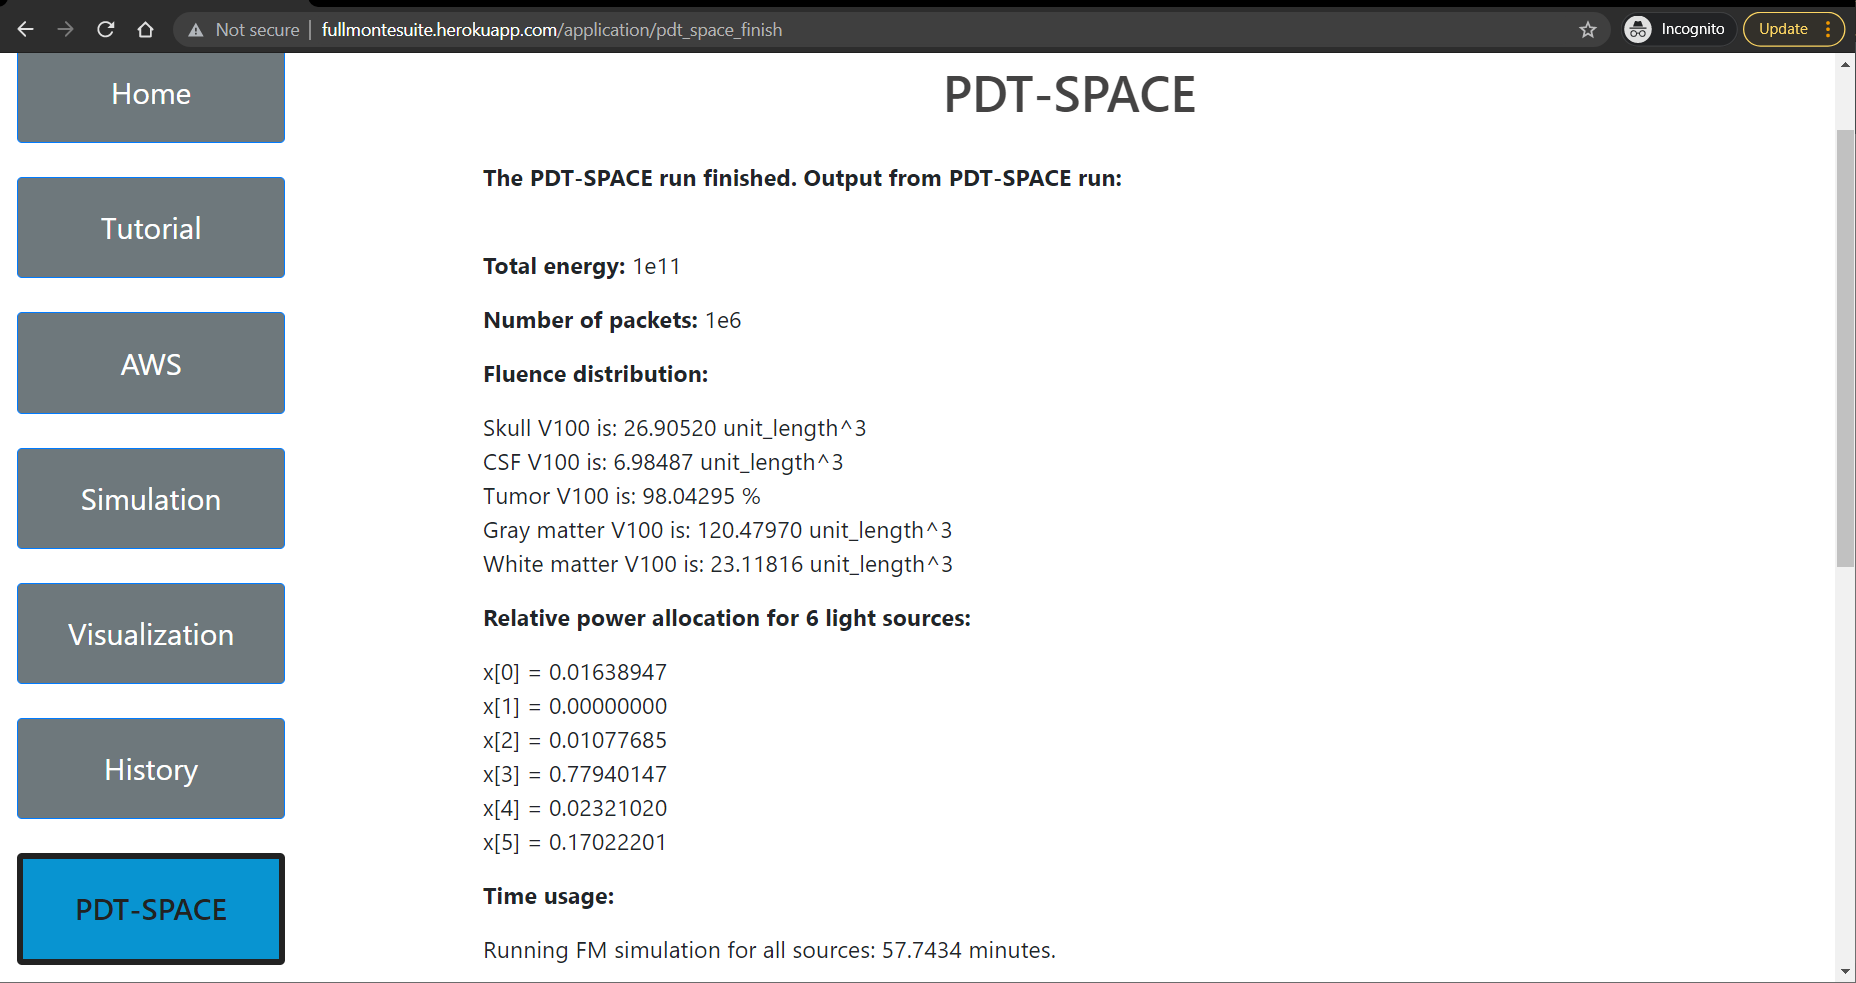 Not secure | fullmontesuite.herokuapp.com/application/pdt_space_finish
Incognito
Update
Home
Tutorial
AWS
Simulation
Visualization
History
PDT-SPACE
PDT-SPACE
The PDT-SPACE run finished. Output from PDT-SPACE run:
Total energy: 1e11
Number of packets: 1e6
Fluence distribution:
Skull V100 is: 26.90520 unit_length^3
CSF V100 is: 6.98487 unit_length^3
Tumor V100 is: 98.04295 %
Gray matter V100 is: 120.47970 unit_length^3
White matter V100 is: 23.11816 unit_length^3
Relative power allocation for 6 light sources:
x[0] = 0.01638947
x[1] = 0.00000000
x[2] = 0.01077685
x[3] = 0.77940147
x[4] = 0.02321020
x[5] = 0.17022201
Time usage:
Running FM simulation for all sources: 57.7434 minutes.